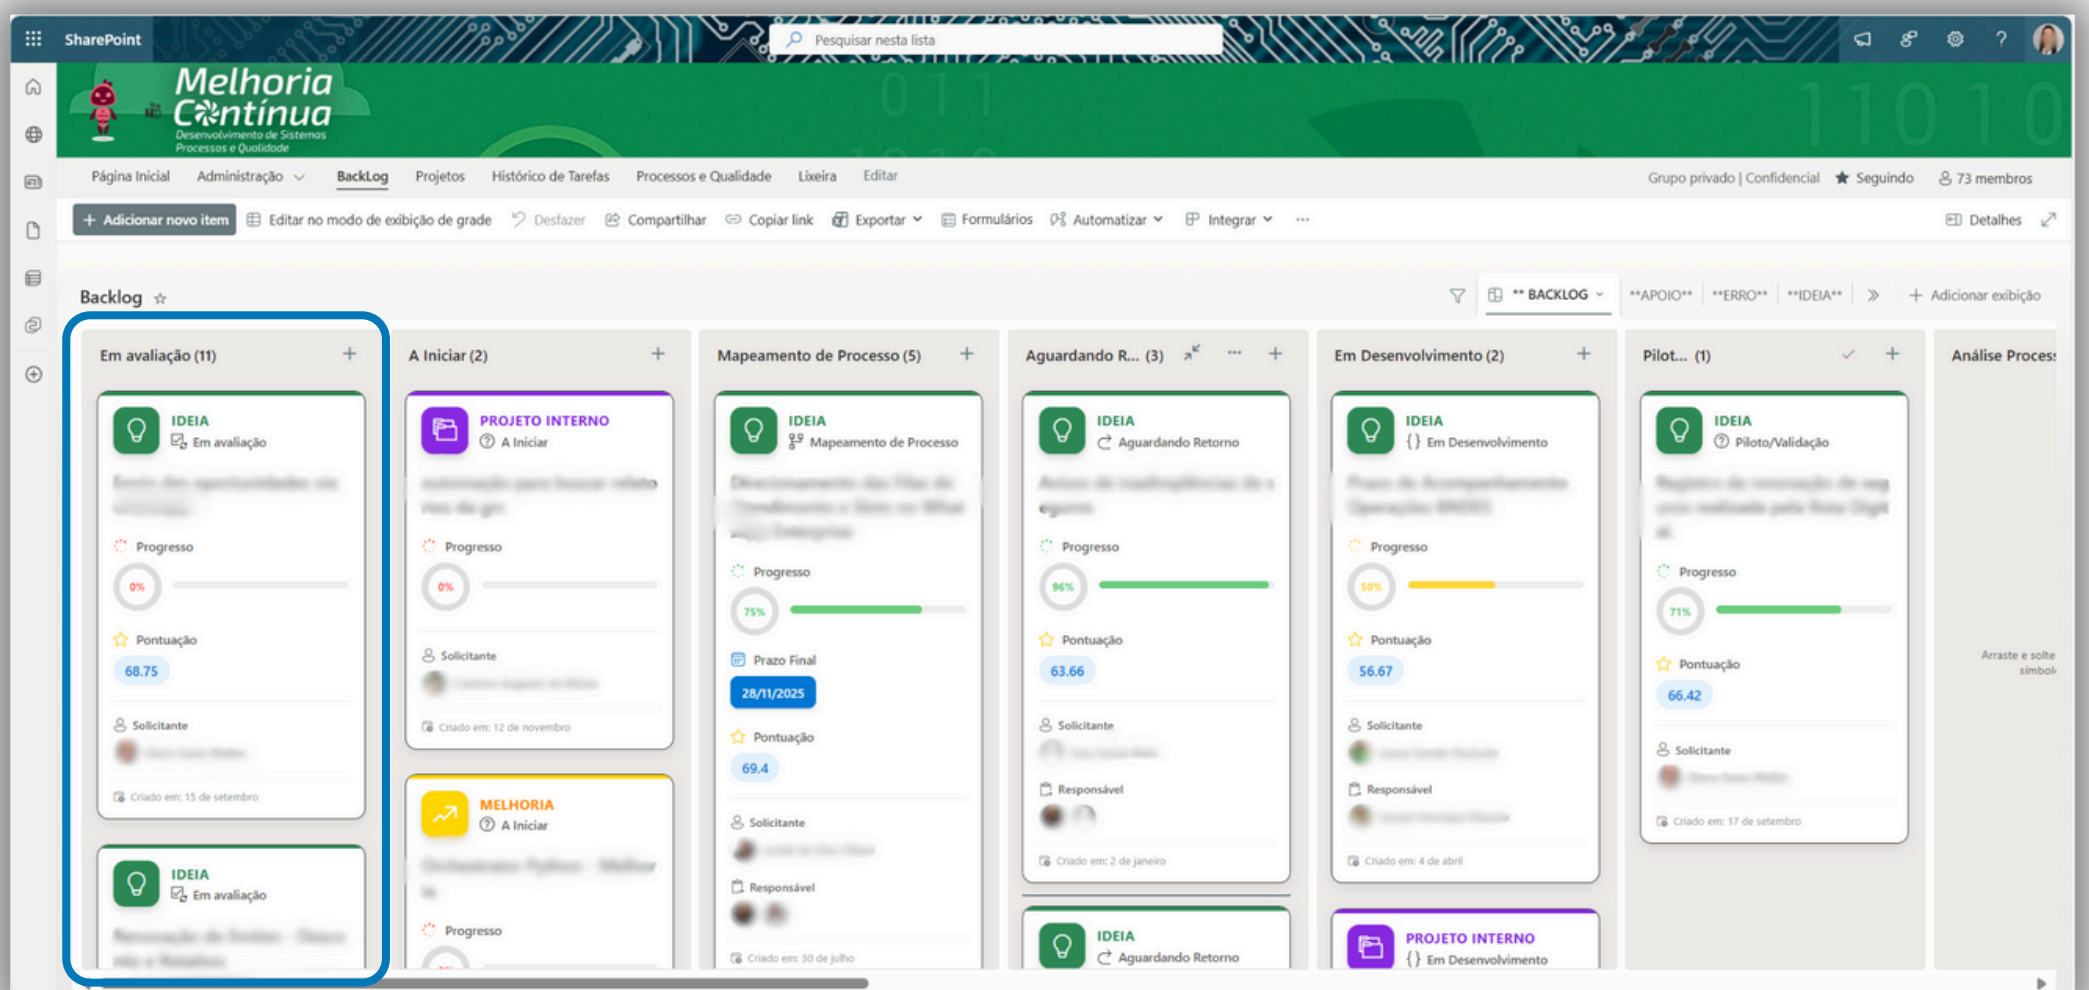 SharePoint
Pesquisar nesta lista
Melhoria
Contínua
Desenvolvimento de Sistemas
Processos e Qualidade
011
11010
Página Inicial
Administração
BackLog
Projetos
Histórico de Tarefas
Processos e Qualidade
Lixeira
Editar
Grupo privado | Confidencial
Seguindo
73 membros
+ Adicionar novo item
Editar no modo de exibição de grade
Desfazer
Compartilhar
Copiar link
Exportar
Formulários
Automatizar
Integrar
...
Detalhes
Backlog
** BACKLOG
**APOIO**
**ERRO**
**IDEIA**
+ Adicionar exibição
Em avaliação (11)
IDEIA
Em avaliação
Progresso
0%
Pontuação
68.75
Solicitante
Criado em: 15 de setembro
IDEIA
Em avaliação
A Iniciar (2)
PROJETO INTERNO
A Iniciar
Progresso
0%
Solicitante
Criado em: 12 de novembro
MELHORIA
A Iniciar
Progresso
Mapeamento de Processo (5)
IDEIA
Mapeamento de Processo
Progresso
75%
Prazo Final
28/11/2025
Pontuação
69.4
Solicitante
Responsável
Criado em: 30 de julho
Aguardando R... (3)
IDEIA
Aguardando Retorno
Progresso
96%
Pontuação
63.66
Solicitante
Responsável
Criado em: 2 de janeiro
IDEIA
Aguardando Retorno
Em Desenvolvimento (2)
IDEIA
{} Em Desenvolvimento
Progresso
50%
Pontuação
56.67
Solicitante
Responsável
Criado em: 4 de abril
PROJETO INTERNO
{} Em Desenvolvimento
Pilot... (1)
IDEIA
Piloto/Validação
Progresso
71%
Pontuação
66.42
Solicitante
Criado em: 17 de setembro
Análise Process
Arraste e solte
símbol